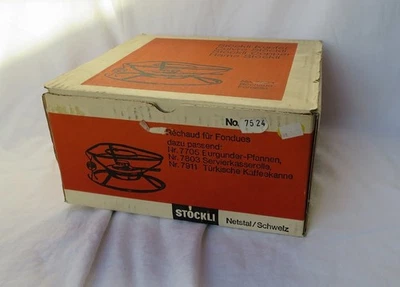 No. 7524
Réchaud für Fondues
dazu passend:
Nr. 7706 Burgunder-Pfannen,
Nr. 7803 Servierkasserolle,
Nr. 7911 Türkische Kaffeekanne
STÖCKLI
Netstal/Schweiz